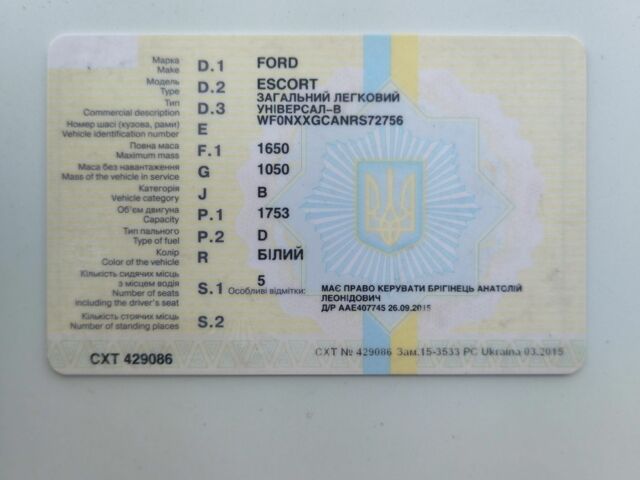 Марка
Make D.1 FORD
Модель
Type D.2 ESCORT
Тип
Commercial description D.3 ЗАГАЛЬНИЙ ЛЕГКОВИЙ
УНІВЕРСАЛ-В
Номер шасі (кузова, рами)
Vehicle identification number E WF0NXXGCANRS72756
Повна маса
Maximum mass F.1 1650
Маса без навантаження
Mass of the vehicle in service G 1050
Категорія
Vehicle category J B
Об'єм двигуна
Capacity P.1 1753
Тип пального
Type of fuel P.2 D
Колір
Color of the vehicle R БІЛИЙ
Кількість сидячих місць
з місцем водія
Number of seats
including the driver's seat S.1 5
Особливі відмітки: МАЄ ПРАВО КЕРУВАТИ БРІГІНЕЦЬ АНАТОЛІЙ
ЛЕОНІДОВИЧ
Д/Р ААЕ407745 26.09.2015
Кількість стоячих місць
Number of standing places S.2
СХТ 429086
СХТ № 429086 Зам.15-3533 РС Ukraina 03.2015